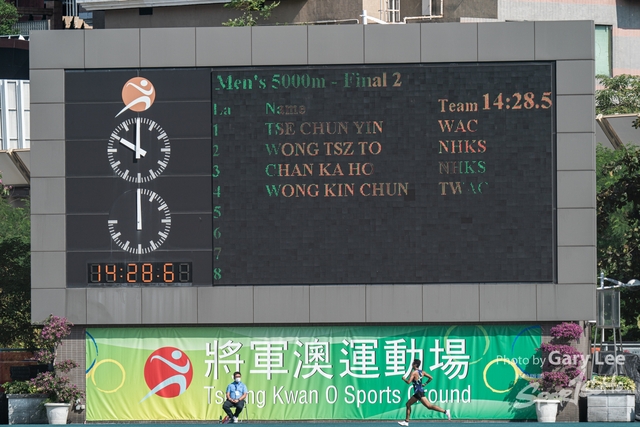 Men's 5000m - Final 2
La Name Team 14:28.5
1 TSE CHUN YIN WAC
2 WONG TSZ TO NHKS
3 CHAN KA HO NHKS
4 WONG KIN CHUN TWAC
5
6
7
8
14:28:6
將軍澳運動場
Tseung Kwan O Sports Ground
Photo by Gary Lee